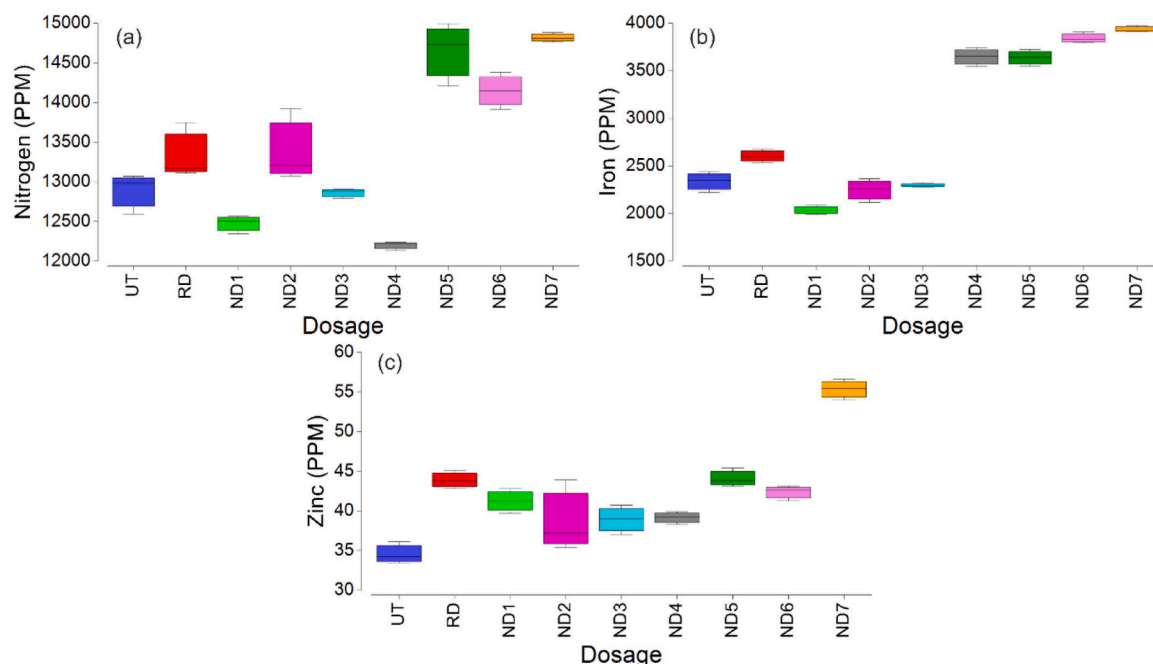 (a)
Nitrogen (PPM)
15000
14500
14000
13500
13000
12500
12000
UT
RD
ND1
ND2
ND3
ND4
ND5
ND6
ND7
Dosage
(b)
Iron (PPM)
4000
3500
3000
2500
2000
1500
UT
RD
ND1
ND2
ND3
ND4
ND5
ND6
ND7
Dosage
(c)
Zinc (PPM)
60
55
50
45
40
35
30
UT
RD
ND1
ND2
ND3
ND4
ND5
ND6
ND7
Dosage